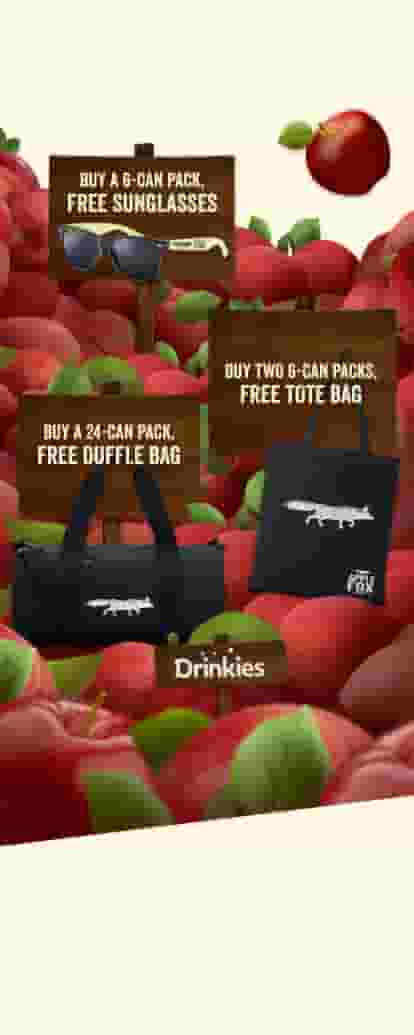 BUY A 6-CAN PACK,
FREE SUNGLASSES
BUY TWO 6-CAN PACKS,
FREE TOTE BAG
BUY A 24-CAN PACK,
FREE DUFFLE BAG
FOX
Drinkies